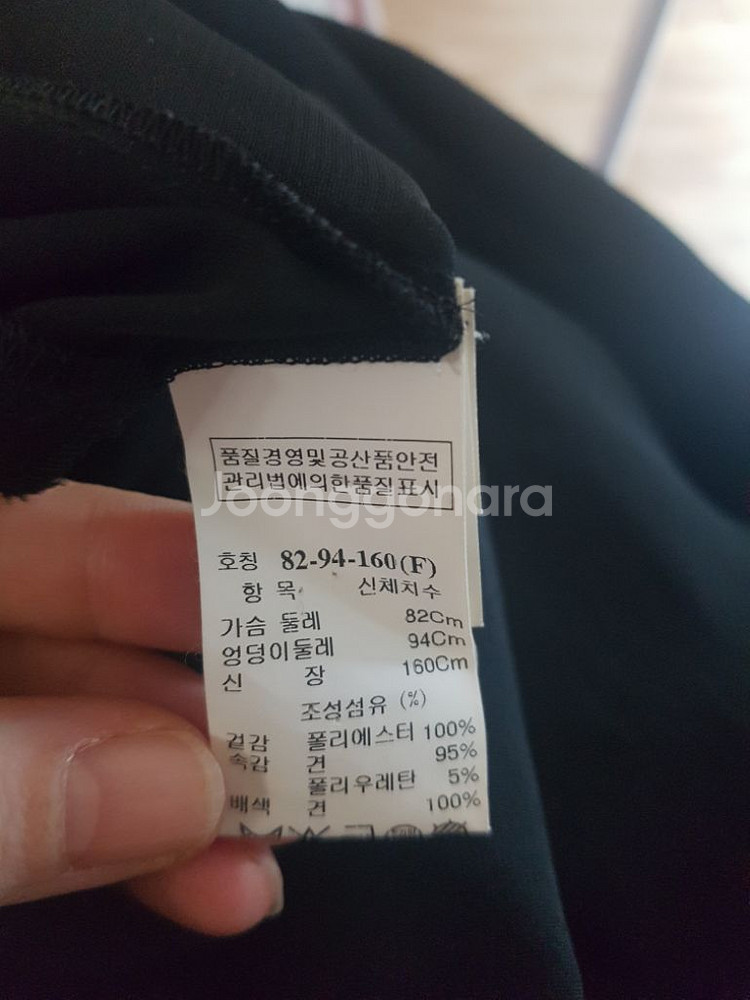 품질경영및공산품안전
관리법에의한품질표시
Joonggonara
호칭 82-94-160(F)
항 목 신체치수
가슴 둘레 82Cm
엉덩이둘레 94Cm
신 장 160Cm
조성섬유 (%)
겉감 폴리에스터 100%
속감 견 95%
폴리우레탄 5%
배색 견 100%